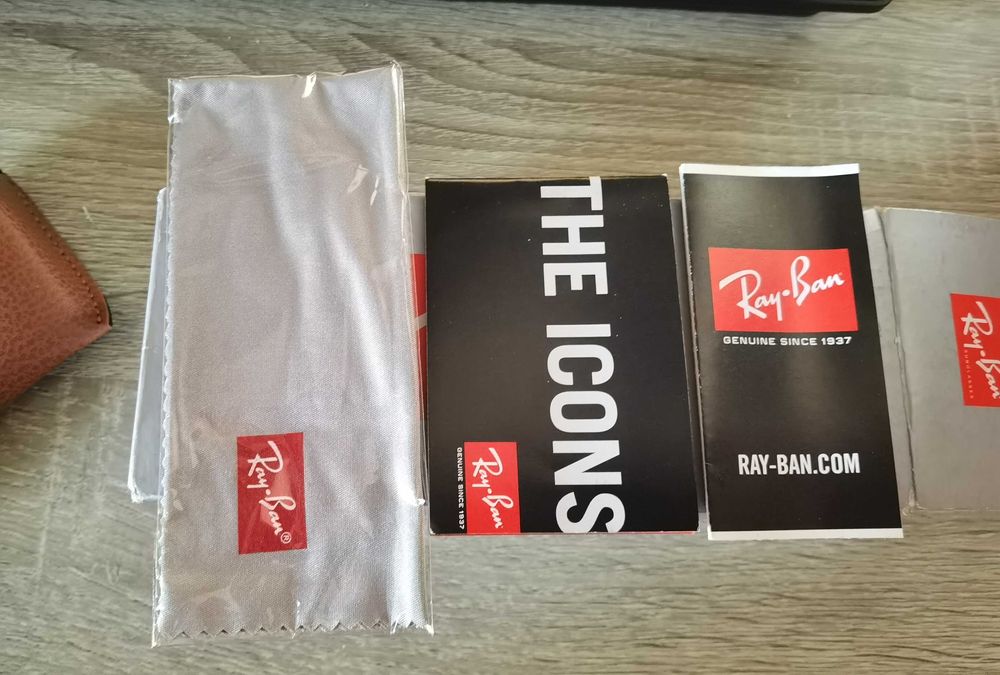 Ray-Ban®
THE ICONS
Ray-Ban
GENUINE SINCE 1937
Ray-Ban
GENUINE SINCE 1937
RAY-BAN.COM
Ray-Ban
SUNGLASSES